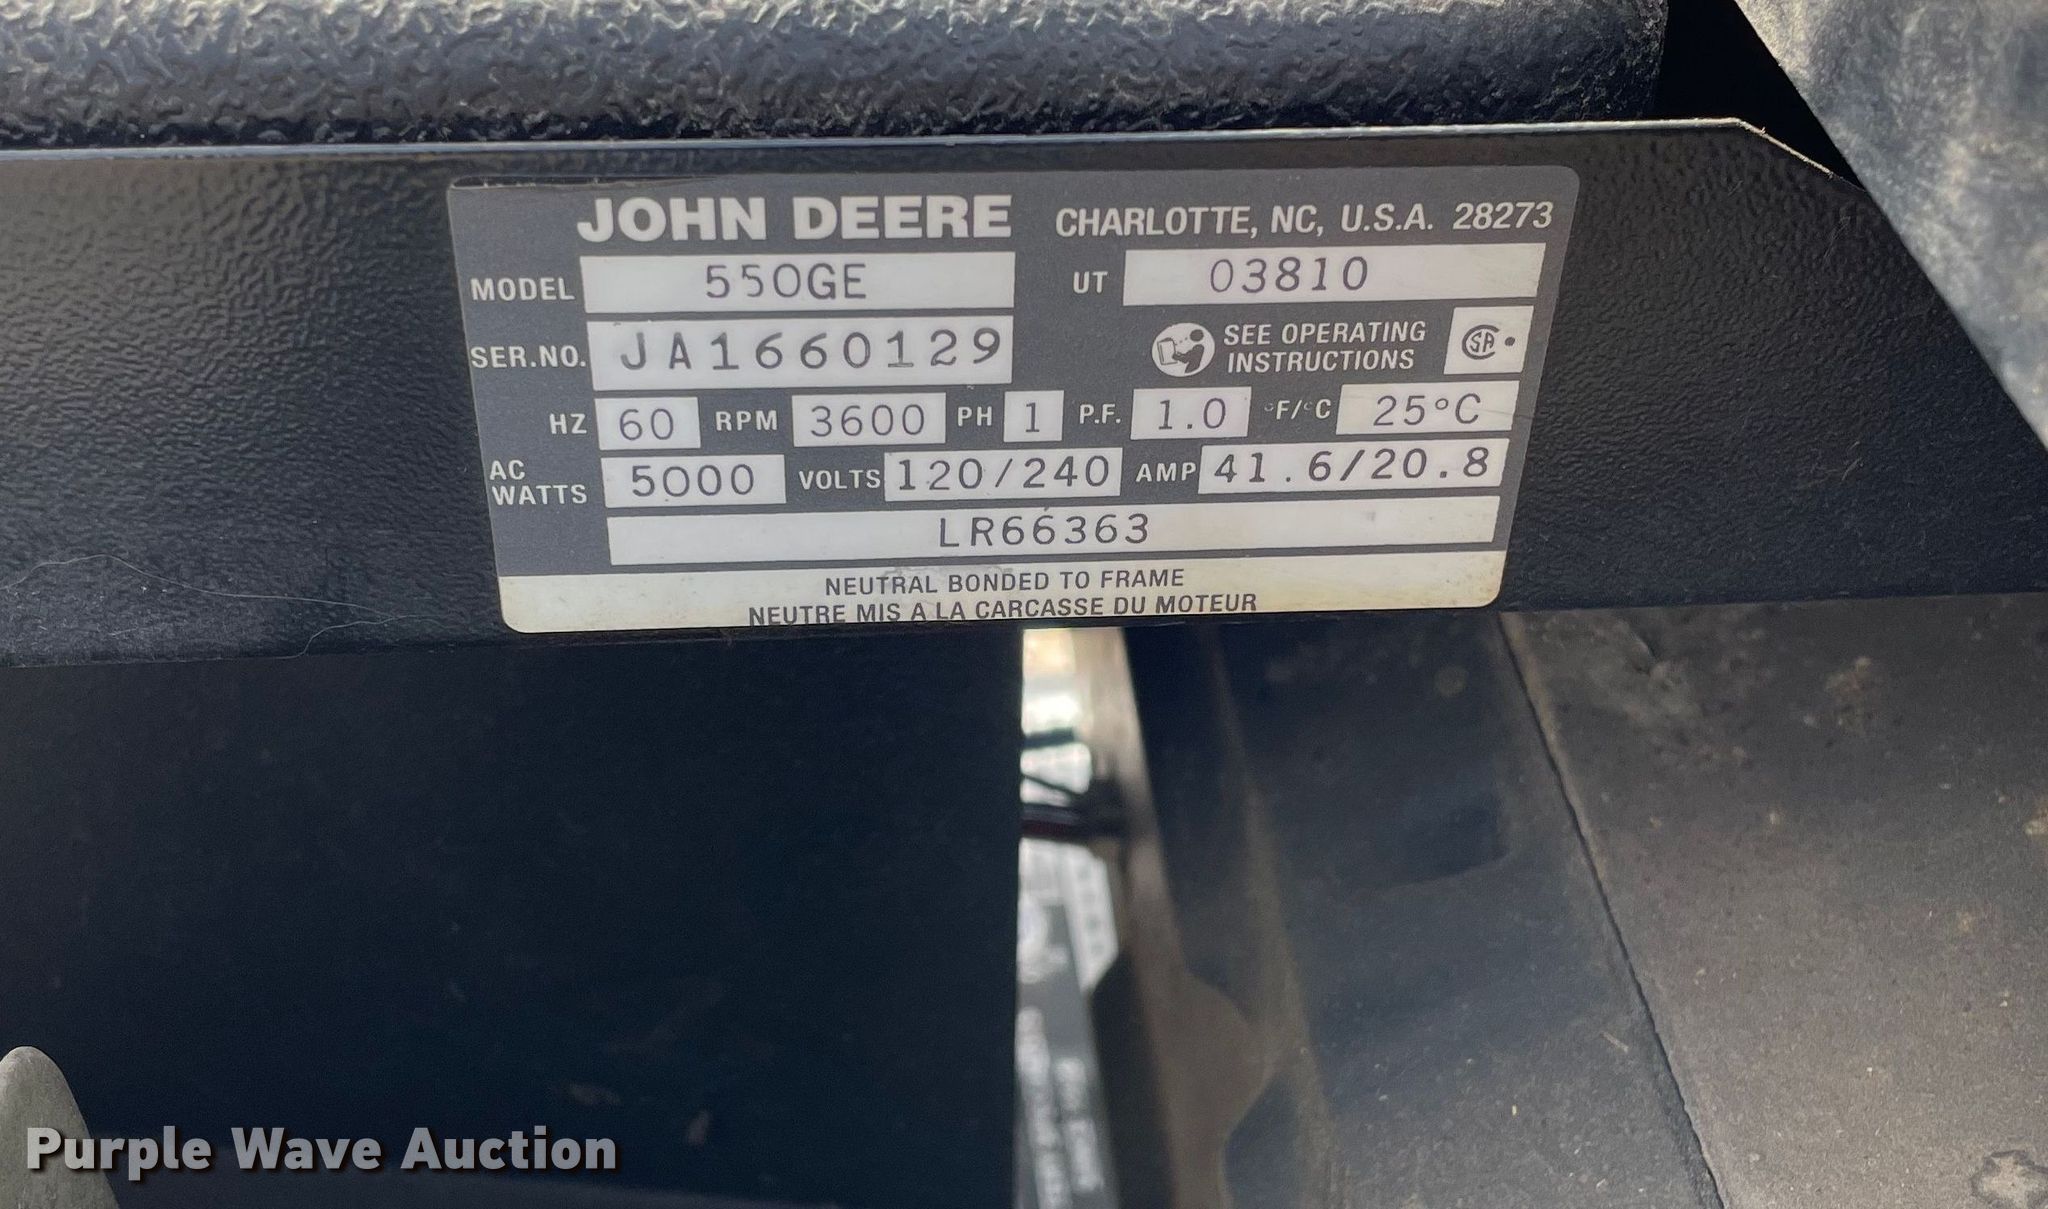 JOHN DEERE CHARLOTTE, NC, U.S.A. 28273
MODEL 550GE UT 03810
SER.NO. JA1660129 SEE OPERATING
INSTRUCTIONS
HZ 60 RPM 3600 PH 1 P.F. 1.0 °F/°C 25°C
AC
WATTS 5000 VOLTS 120/240 AMP 41.6/20.8
LR66363
NEUTRAL BONDED TO FRAME
NEUTRE MIS A LA CARCASSE DU MOTEUR
Purple Wave Auction